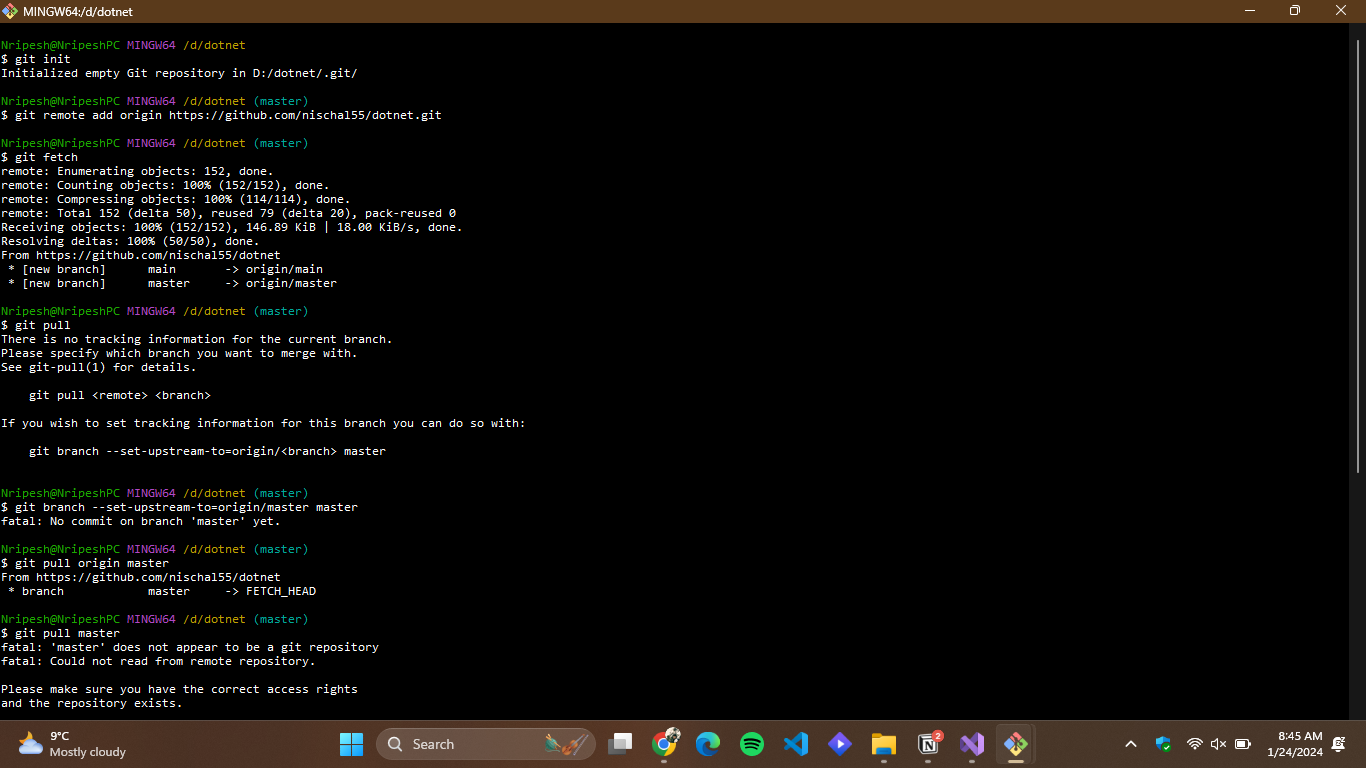 MINGW64:/d/dotnet
Nripesh@NripeshPC MINGW64 /d/dotnet
$ git init
Initialized empty Git repository in D:/dotnet/.git/
Nripesh@NripeshPC MINGW64 /d/dotnet (master)
$ git remote add origin https://github.com/nischal55/dotnet.git
Nripesh@NripeshPC MINGW64 /d/dotnet (master)
$ git fetch
remote: Enumerating objects: 152, done.
remote: Counting objects: 100% (152/152), done.
remote: Compressing objects: 100% (114/114), done.
remote: Total 152 (delta 50), reused 79 (delta 20), pack-reused 0
Receiving objects: 100% (152/152), 146.89 KiB | 18.00 KiB/s, done.
Resolving deltas: 100% (50/50), done.
From https://github.com/nischal55/dotnet
 * [new branch]      main       -> origin/main
 * [new branch]      master     -> origin/master
Nripesh@NripeshPC MINGW64 /d/dotnet (master)
$ git pull
There is no tracking information for the current branch.
Please specify which branch you want to merge with.
See git-pull(1) for details.
    git pull <remote> <branch>
If you wish to set tracking information for this branch you can do so with:
    git branch --set-upstream-to=origin/<branch> master
Nripesh@NripeshPC MINGW64 /d/dotnet (master)
$ git branch --set-upstream-to=origin/master master
fatal: No commit on branch 'master' yet.
Nripesh@NripeshPC MINGW64 /d/dotnet (master)
$ git pull origin master
From https://github.com/nischal55/dotnet
 * branch            master     -> FETCH_HEAD
Nripesh@NripeshPC MINGW64 /d/dotnet (master)
$ git pull master
fatal: 'master' does not appear to be a git repository
fatal: Could not read from remote repository.
Please make sure you have the correct access rights
and the repository exists.
9°C
Mostly cloudy
Search
2
8:45 AM
1/24/2024